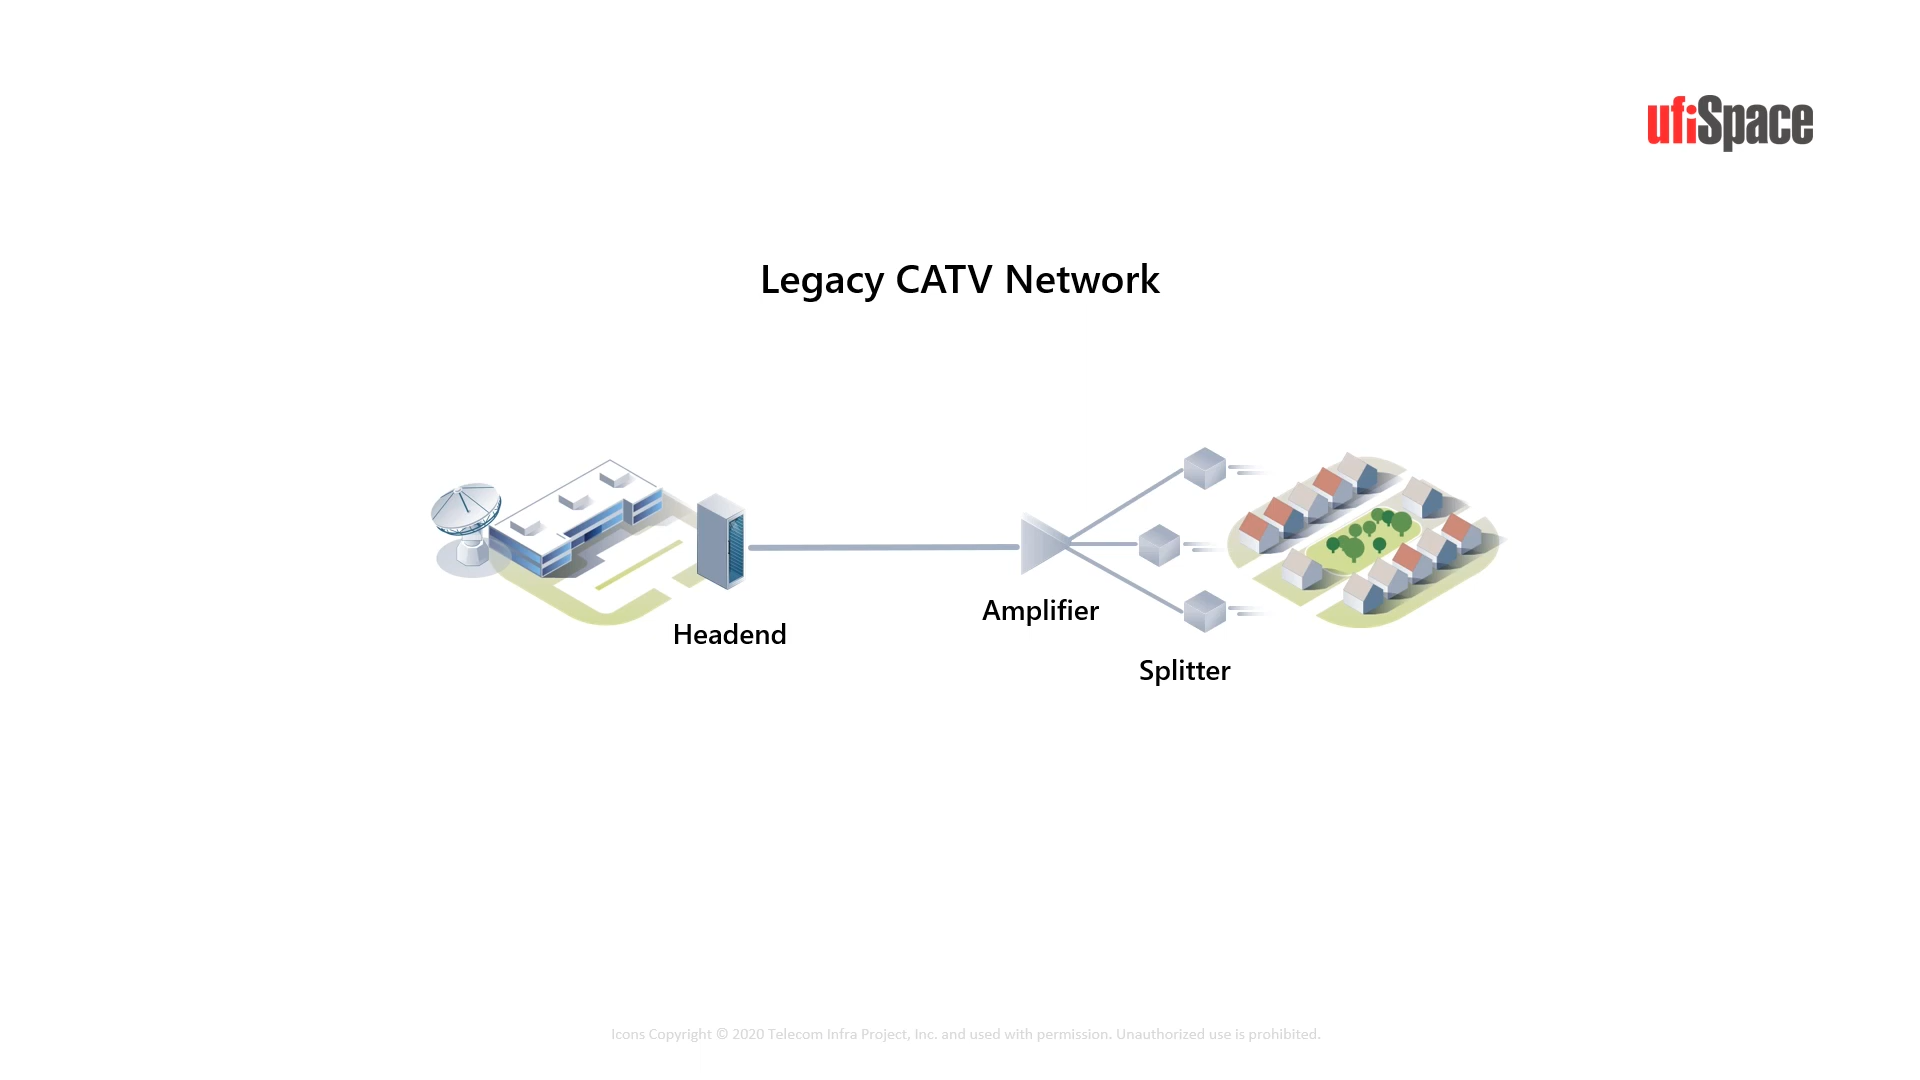 ufiSpace
Legacy CATV Network
Headend
Amplifier
Splitter
Icons Copyright © 2020 Telecom Infra Project, Inc. and used with permission. Unauthorized use is prohibited.